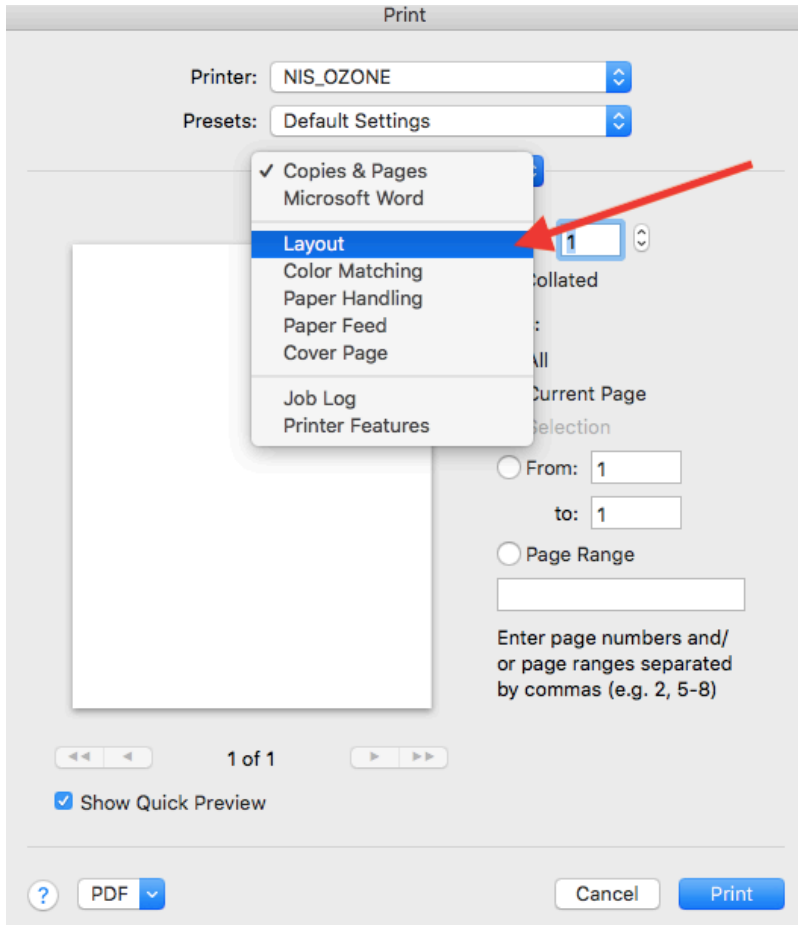 Print
Printer: NIS_OZONE
Presets: Default Settings
✓ Copies & Pages
Microsoft Word
Layout
Color Matching
Paper Handling
Paper Feed
Cover Page
Job Log
Printer Features
1
ollated
:
All
Current Page
Selection
From: 1
to: 1
Page Range
Enter page numbers and/
or page ranges separated
by commas (e.g. 2, 5-8)
1 of 1
Show Quick Preview
? PDF Cancel Print